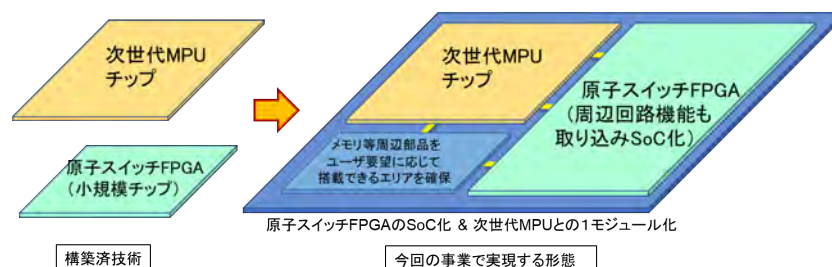 次世代MPU
チップ
原子スイッチFPGA
(小規模チップ)
構築済技術
次世代MPU
チップ
メモリ等周辺部品を
ユーザ要望に応じて
搭載できるエリアを確保
原子スイッチFPGA
(周辺回路機能も
取り込みSoC化)
原子スイッチFPGAのSoC化 & 次世代MPUとの1モジュール化
今回の事業で実現する形態